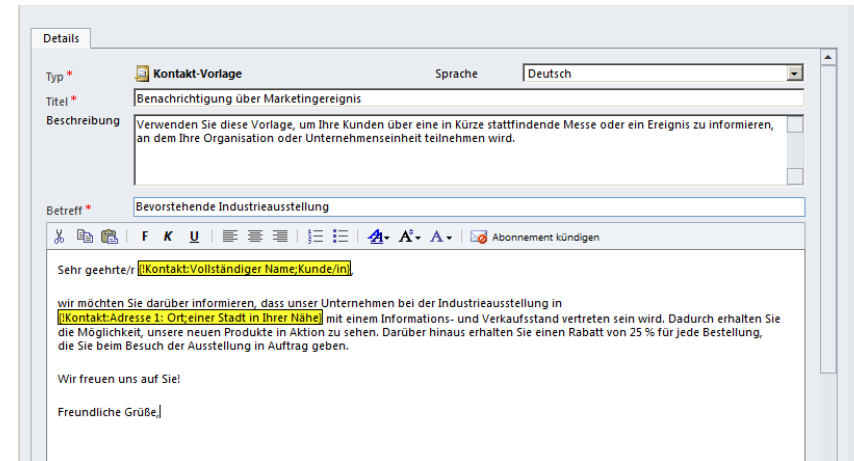 Details
Typ * Kontakt-Vorlage Sprache Deutsch
Titel * Benachrichtigung über Marketingereignis
Beschreibung Verwenden Sie diese Vorlage, um Ihre Kunden über eine in Kürze stattfindende Messe oder ein Ereignis zu informieren,
an dem Ihre Organisation oder Unternehmenseinheit teilnehmen wird.
Betreff * Bevorstehende Industrieausstellung
F K U A A A Abonnement kündigen
Sehr geehrte/r {!Kontakt:Vollständiger Name;Kunde/in},
wir möchten Sie darüber informieren, dass unser Unternehmen bei der Industrieausstellung in
{!Kontakt:Adresse 1: Ort;einer Stadt in Ihrer Nähe} mit einem Informations- und Verkaufsstand vertreten sein wird. Dadurch erhalten Sie
die Möglichkeit, unsere neuen Produkte in Aktion zu sehen. Darüber hinaus erhalten Sie einen Rabatt von 25 % für jede Bestellung,
die Sie beim Besuch der Ausstellung in Auftrag geben.
Wir freuen uns auf Sie!
Freundliche Grüße,